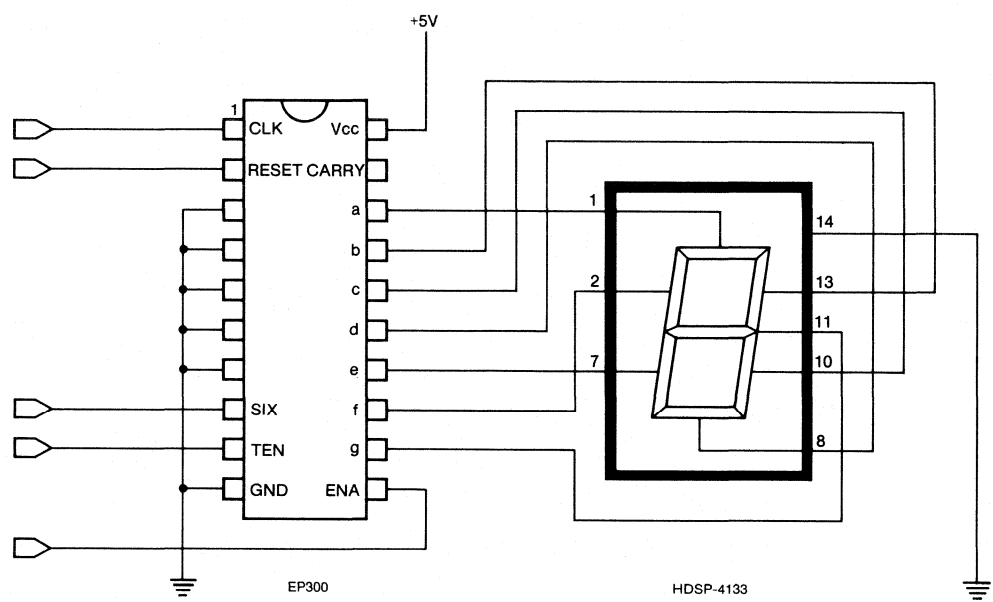 +5V
1
CLK Vcc
RESET CARRY
a
b
c
d
e
SIX f
TEN g
GND ENA
EP300
1
2
7
14
13
11
10
8
HDSP-4133